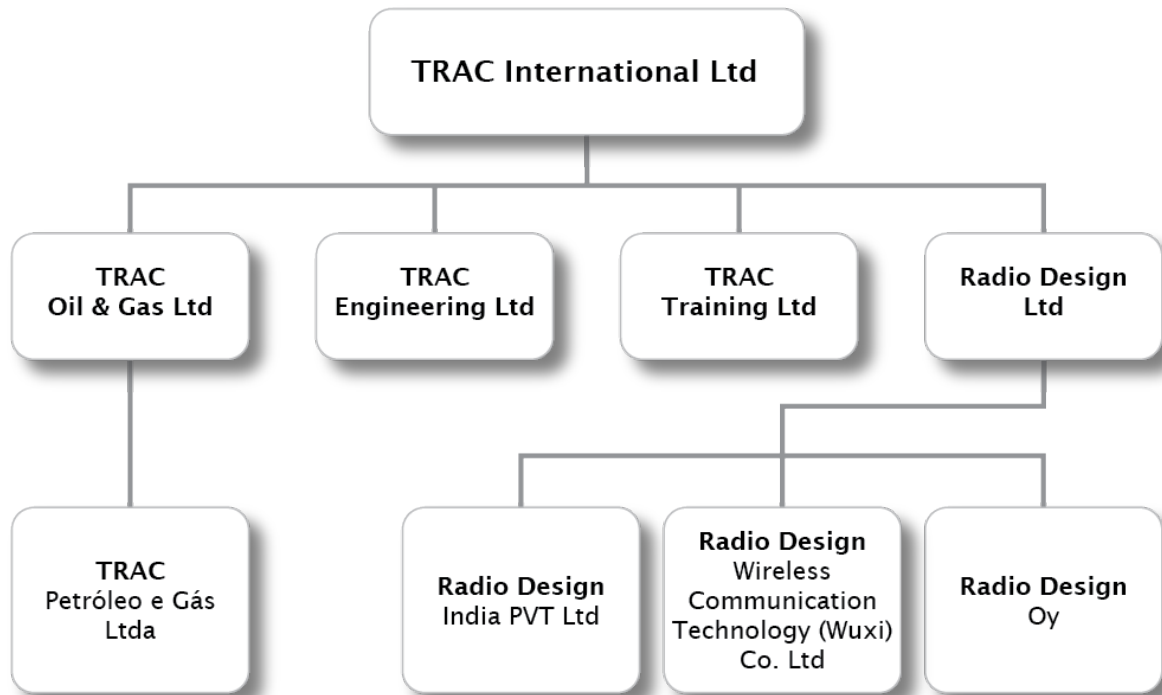 TRAC International Ltd
TRAC
Oil & Gas Ltd
TRAC
Engineering Ltd
TRAC
Training Ltd
Radio Design
Ltd
TRAC
Petróleo e Gás
Ltda
Radio Design
India PVT Ltd
Radio Design
Wireless
Communication
Technology (Wuxi)
Co. Ltd
Radio Design
Oy